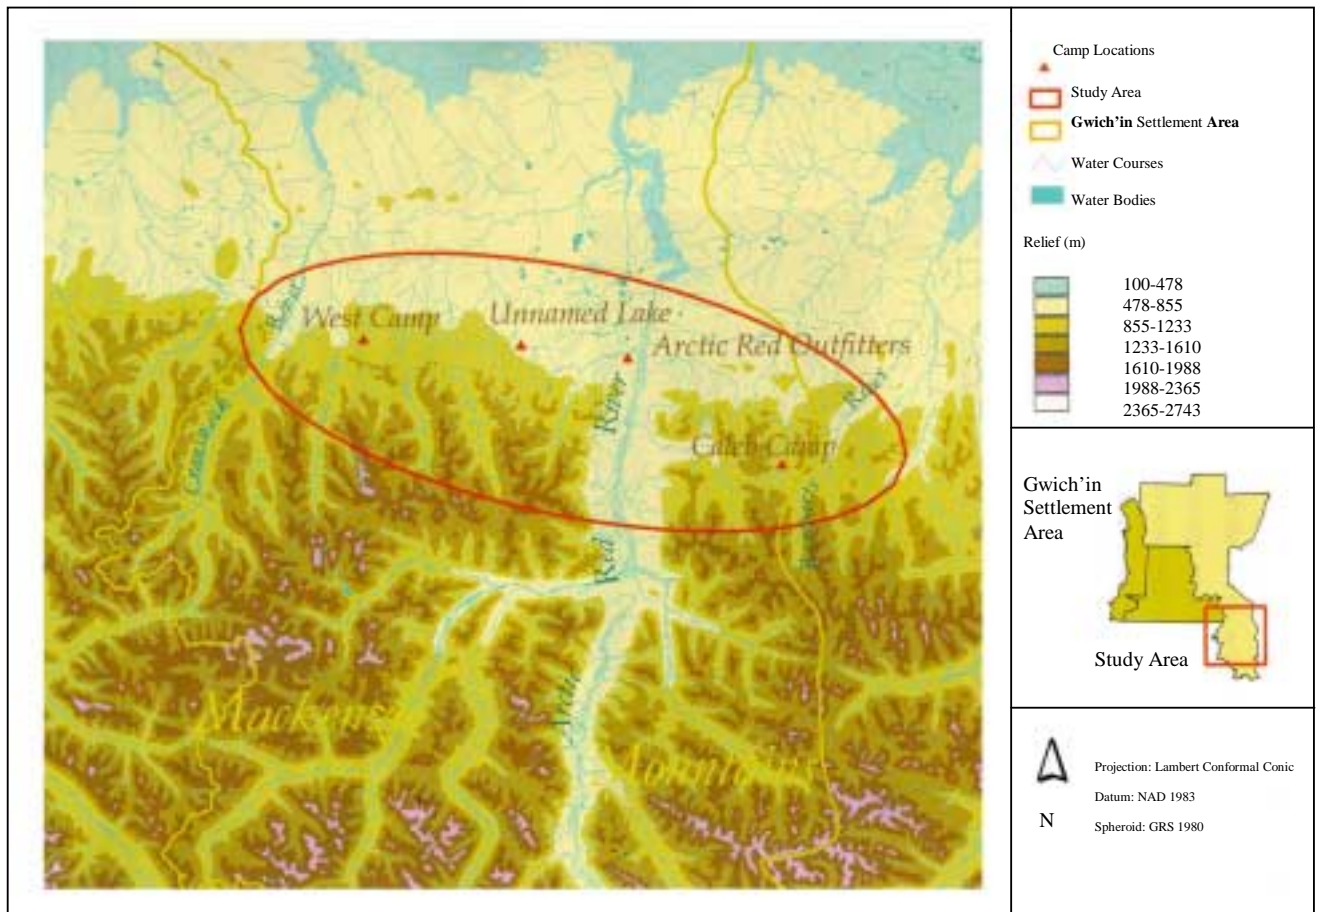 West Camp
Unnamed Lake
Arctic Red Outfitters
River
River
Caleb Camp
Cranswick
Red
Mackenzie
Mountains
Camp Locations
Study Area
Gwich'in Settlement Area
Water Courses
Water Bodies
Relief (m)
100-478
478-855
855-1233
1233-1610
1610-1988
1988-2365
2365-2743
Gwich'in
Settlement
Area
Study Area
N
Projection: Lambert Conformal Conic
Datum: NAD 1983
Spheroid: GRS 1980